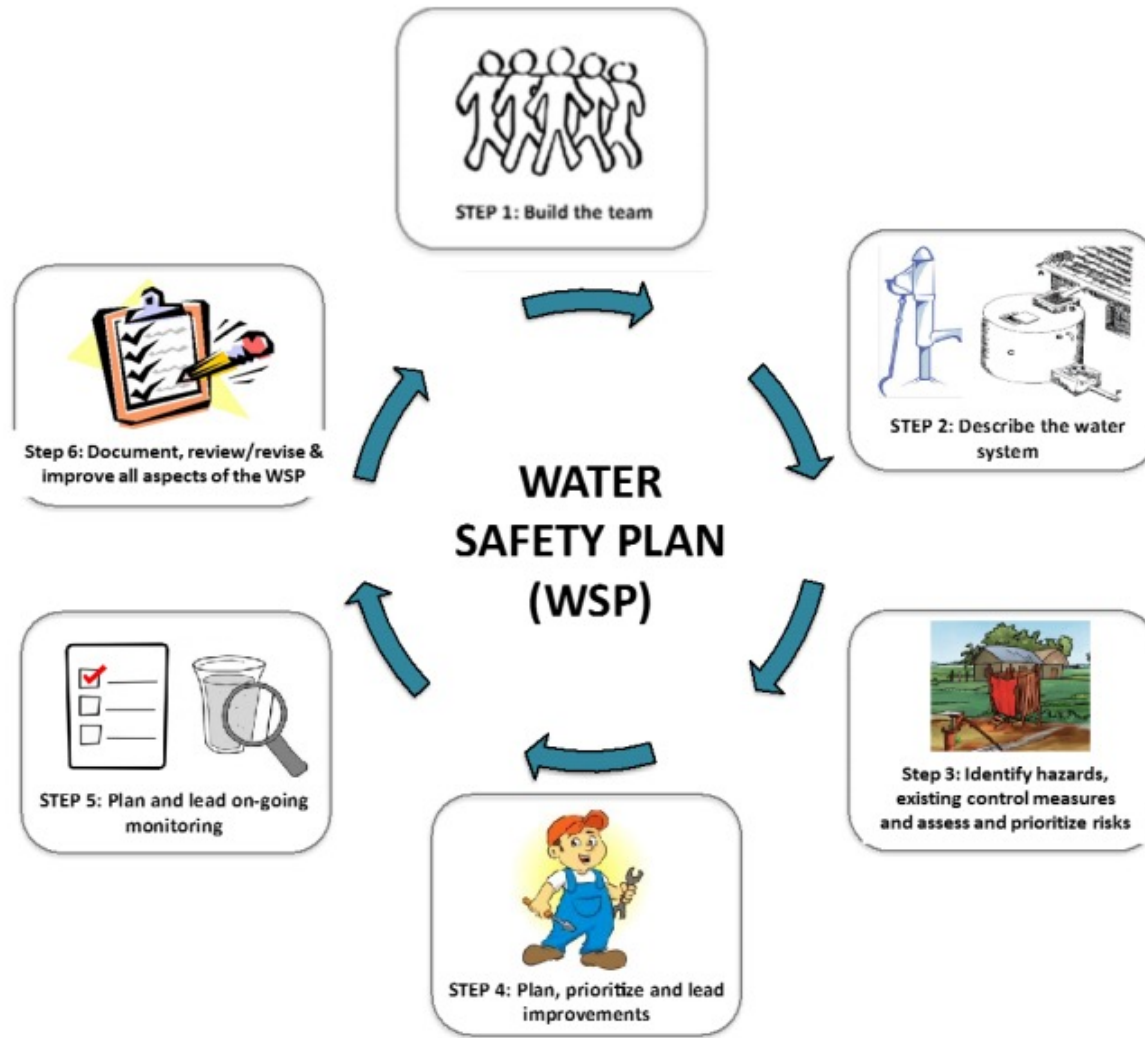 STEP 1: Build the team
STEP 2: Describe the water
system
Step 3: Identify hazards,
existing control measures
and assess and prioritize risks
STEP 4: Plan, prioritize and lead
improvements
STEP 5: Plan and lead on-going
monitoring
Step 6: Document, review/revise &
improve all aspects of the WSP
WATER
SAFETY PLAN
(WSP)